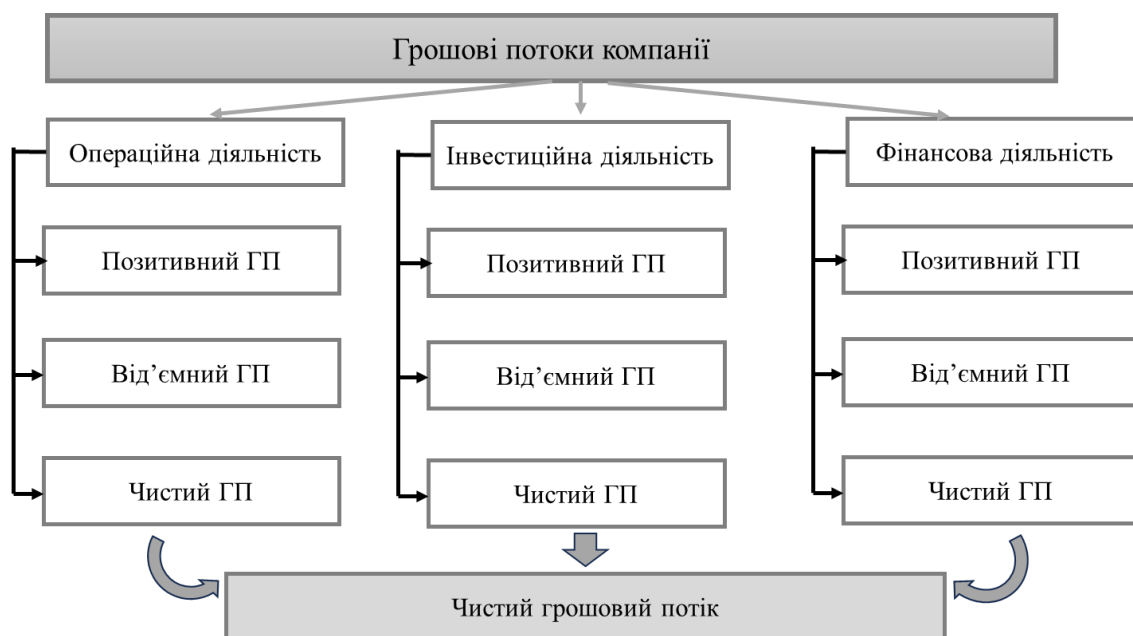 Грошові потоки компанії
Операційна діяльність
Інвестиційна діяльність
Фінансова діяльність
Позитивний ГП
Позитивний ГП
Позитивний ГП
Від’ємний ГП
Від’ємний ГП
Від’ємний ГП
Чистий ГП
Чистий ГП
Чистий ГП
Чистий грошовий потік